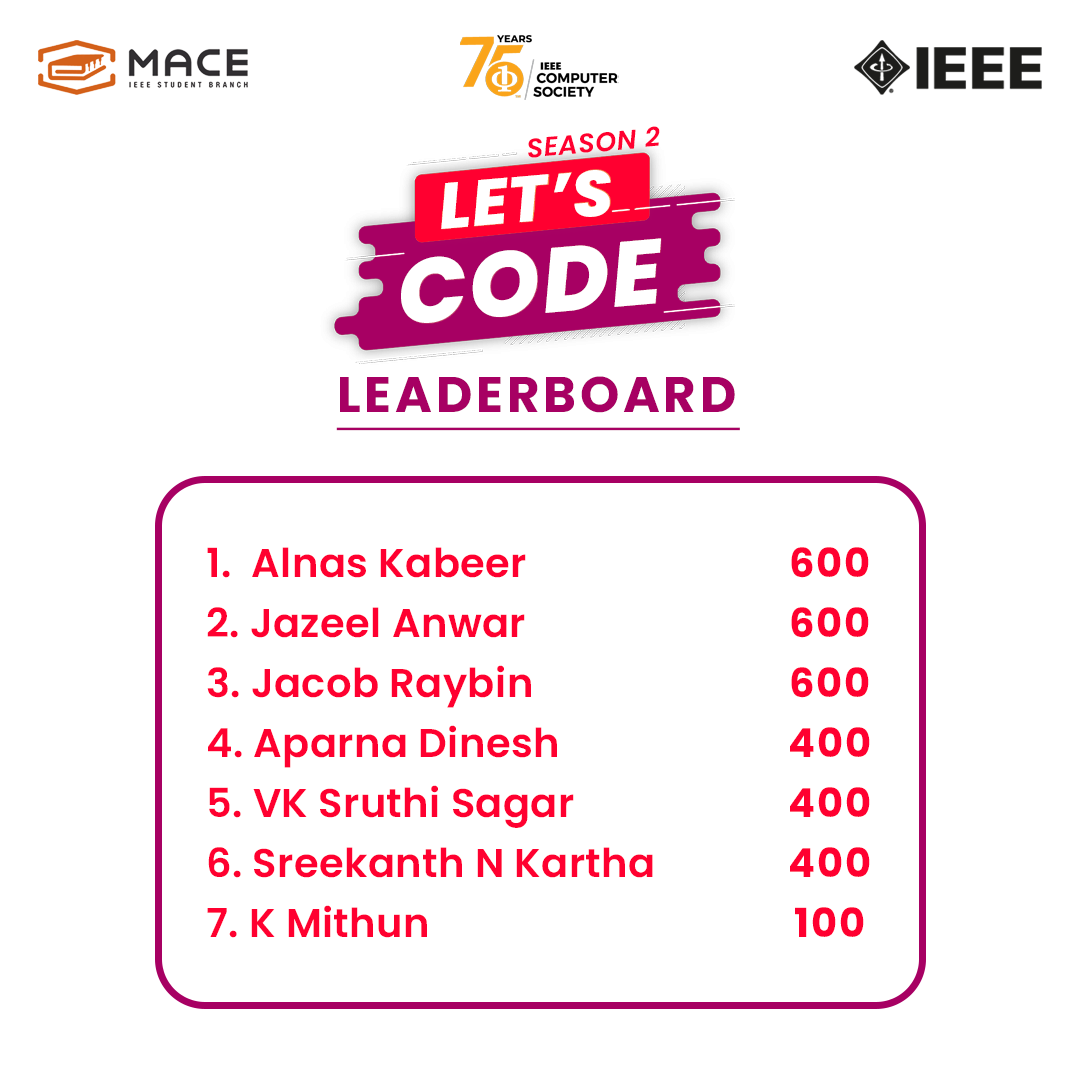 MACE
IEEE STUDENT BRANCH
75 YEARS
IEEE
COMPUTER
SOCIETY
IEEE
SEASON 2
LET'S
CODE
LEADERBOARD
1. Alnas Kabeer 600
2. Jazeel Anwar 600
3. Jacob Raybin 600
4. Aparna Dinesh 400
5. VK Sruthi Sagar 400
6. Sreekanth N Kartha 400
7. K Mithun 100